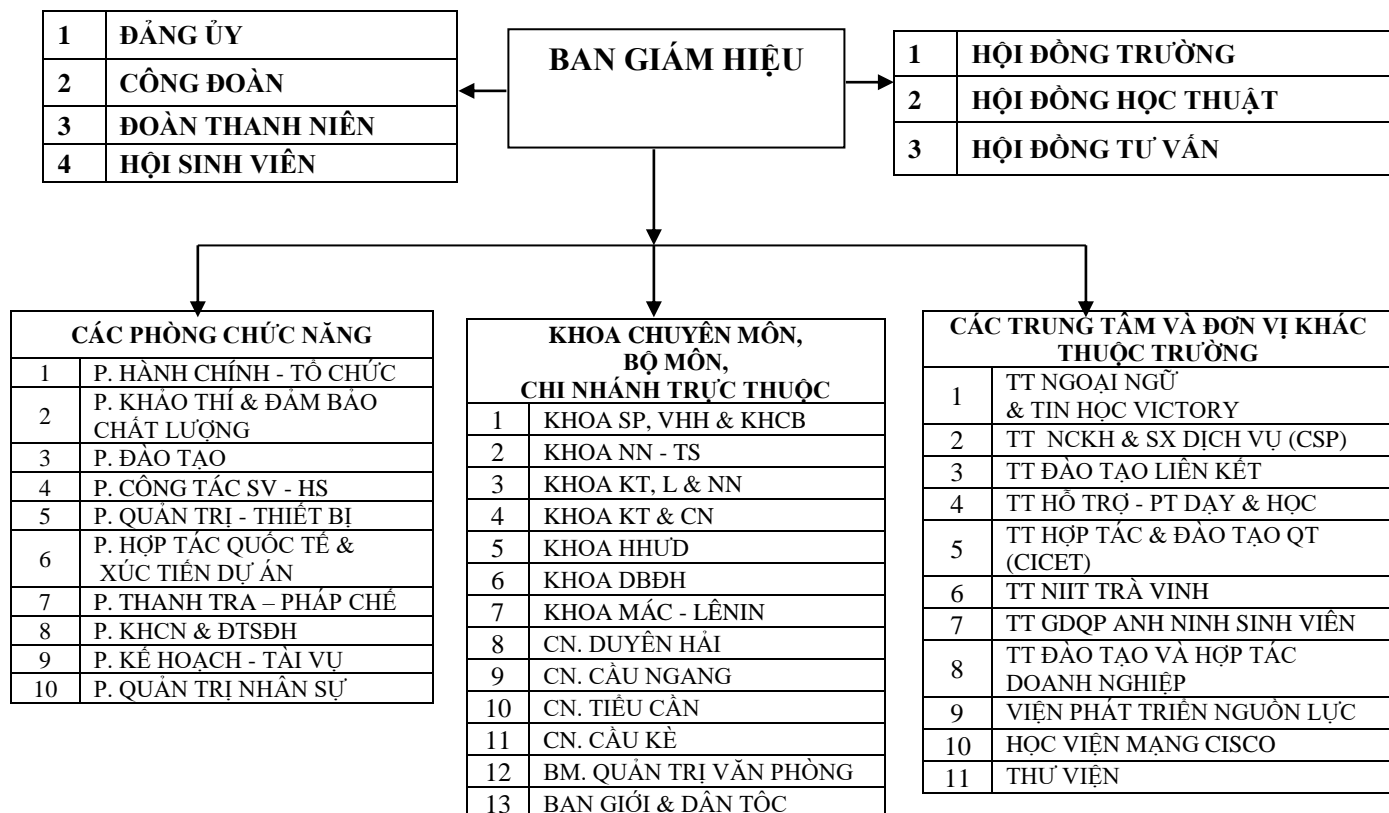 1 ĐẢNG ỦY
2 CÔNG ĐOÀN
3 ĐOÀN THANH NIÊN
4 HỘI SINH VIÊN
BAN GIÁM HIỆU
1 HỘI ĐỒNG TRƯỜNG
2 HỘI ĐỒNG HỌC THUẬT
3 HỘI ĐỒNG TƯ VẤN
CÁC PHÒNG CHỨC NĂNG
1 P. HÀNH CHÍNH - TỔ CHỨC
2 P. KHẢO THÍ & ĐẢM BẢO
CHẤT LƯỢNG
3 P. ĐÀO TẠO
4 P. CÔNG TÁC SV - HS
5 P. QUẢN TRỊ - THIẾT BỊ
6 P. HỢP TÁC QUỐC TẾ &
XÚC TIẾN DỰ ÁN
7 P. THANH TRA – PHÁP CHẾ
8 P. KHCN & ĐTSĐH
9 P. KẾ HOẠCH - TÀI VỤ
10 P. QUẢN TRỊ NHÂN SỰ
KHOA CHUYÊN MÔN,
BỘ MÔN,
CHI NHÁNH TRỰC THUỘC
1 KHOA SP, VHH & KHCB
2 KHOA NN - TS
3 KHOA KT, L & NN
4 KHOA KT & CN
5 KHOA HHƯD
6 KHOA DBĐH
7 KHOA MÁC - LÊNIN
8 CN. DUYÊN HẢI
9 CN. CẦU NGANG
10 CN. TIỂU CẦN
11 CN. CẦU KÈ
12 BM. QUẢN TRỊ VĂN PHÒNG
13 BAN GIỚI & DÂN TỘC
CÁC TRUNG TÂM VÀ ĐƠN VỊ KHÁC
THUỘC TRƯỜNG
1 TT NGOẠI NGỮ
& TIN HỌC VICTORY
2 TT NCKH & SX DỊCH VỤ (CSP)
3 TT ĐÀO TẠO LIÊN KẾT
4 TT HỖ TRỢ - PT DẠY & HỌC
5 TT HỢP TÁC & ĐÀO TẠO QT
(CICET)
6 TT NIIT TRÀ VINH
7 TT GDQP ANH NINH SINH VIÊN
8 TT ĐÀO TẠO VÀ HỢP TÁC
DOANH NGHIỆP
9 VIỆN PHÁT TRIỂN NGUỒN LỰC
10 HỌC VIỆN MẠNG CISCO
11 THƯ VIỆN